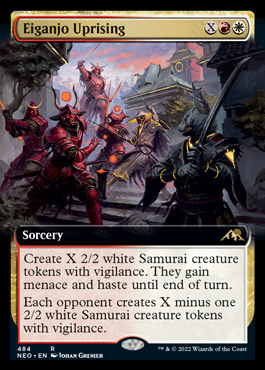 Eiganjo Uprising X
Sorcery
Create X 2/2 white Samurai creature
tokens with vigilance. They gain
menace and haste until end of turn.
Each opponent creates X minus one
2/2 white Samurai creature tokens
with vigilance.
484 R
NEO • EN Johan Grenier
™ & © 2022 Wizards of the Coast